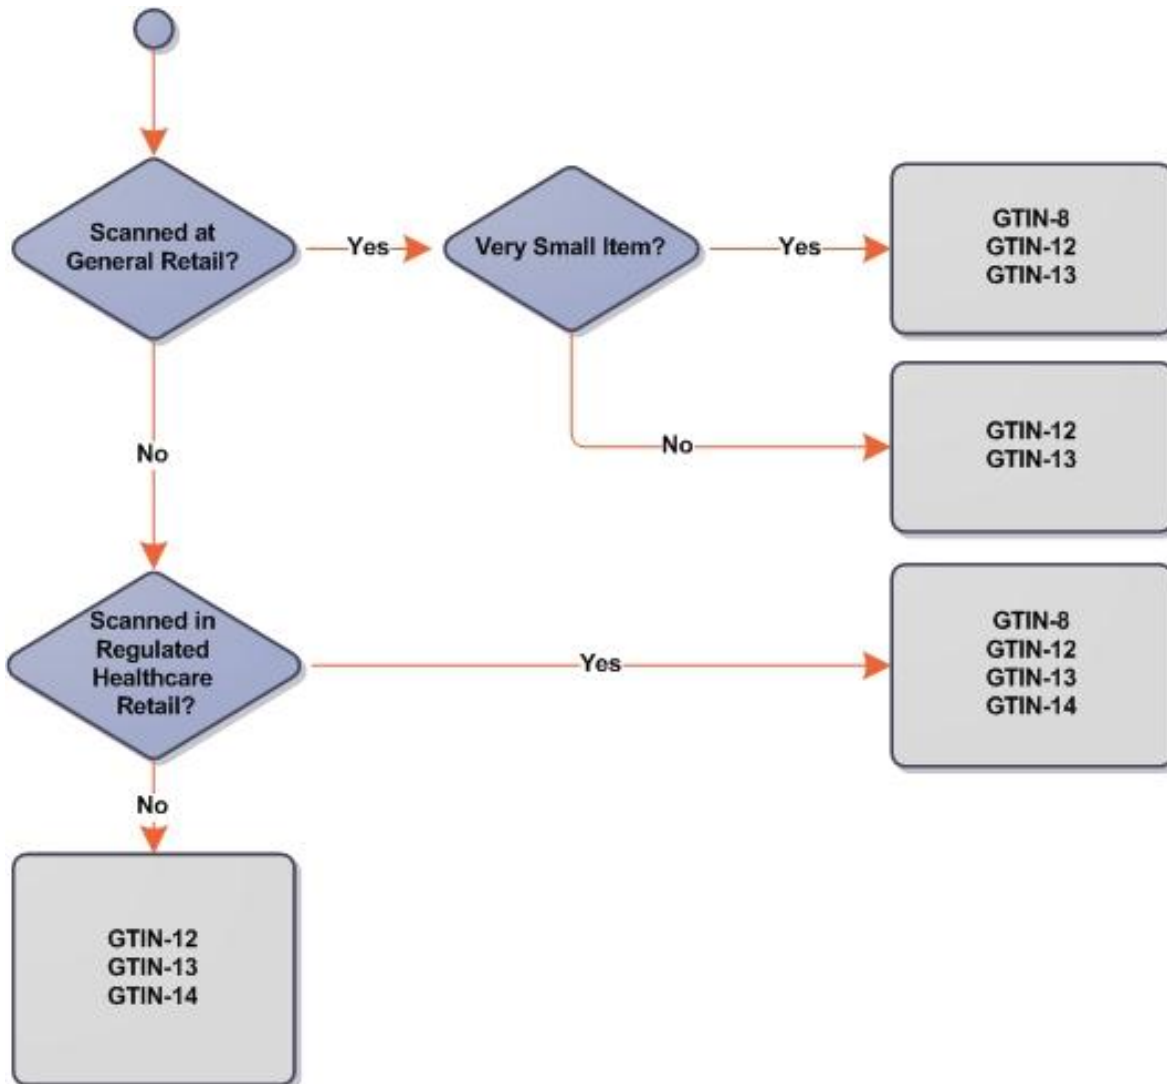 Scanned at
General Retail?
Yes
Very Small Item?
Yes
GTIN-8
GTIN-12
GTIN-13
No
GTIN-12
GTIN-13
No
Scanned in
Regulated
Healthcare
Retail?
Yes
GTIN-8
GTIN-12
GTIN-13
GTIN-14
No
GTIN-12
GTIN-13
GTIN-14